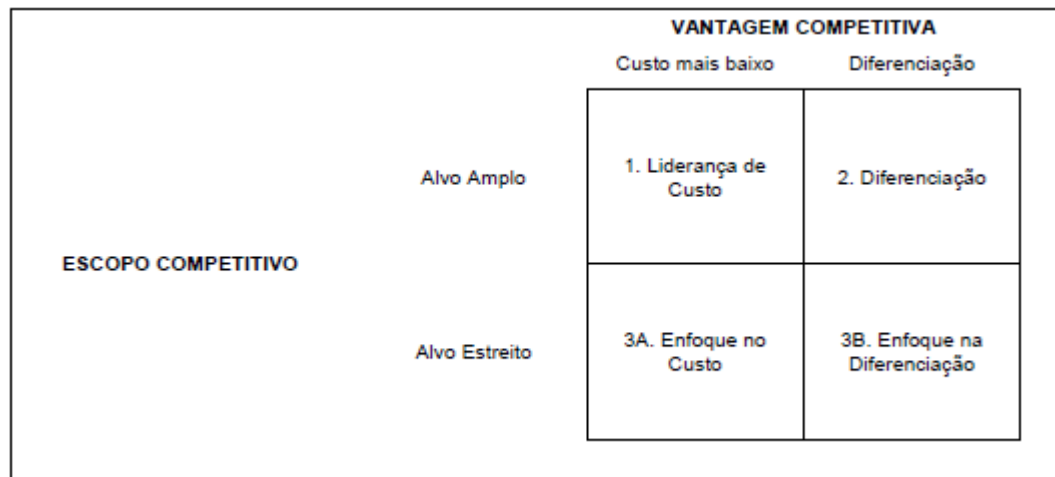 VANTAGEM COMPETITIVA
Custo mais baixo
Diferenciação
Alvo Amplo
1. Liderança de
Custo
2. Diferenciação
ESCOPO COMPETITIVO
Alvo Estreito
3A. Enfoque no
Custo
3B. Enfoque na
Diferenciação